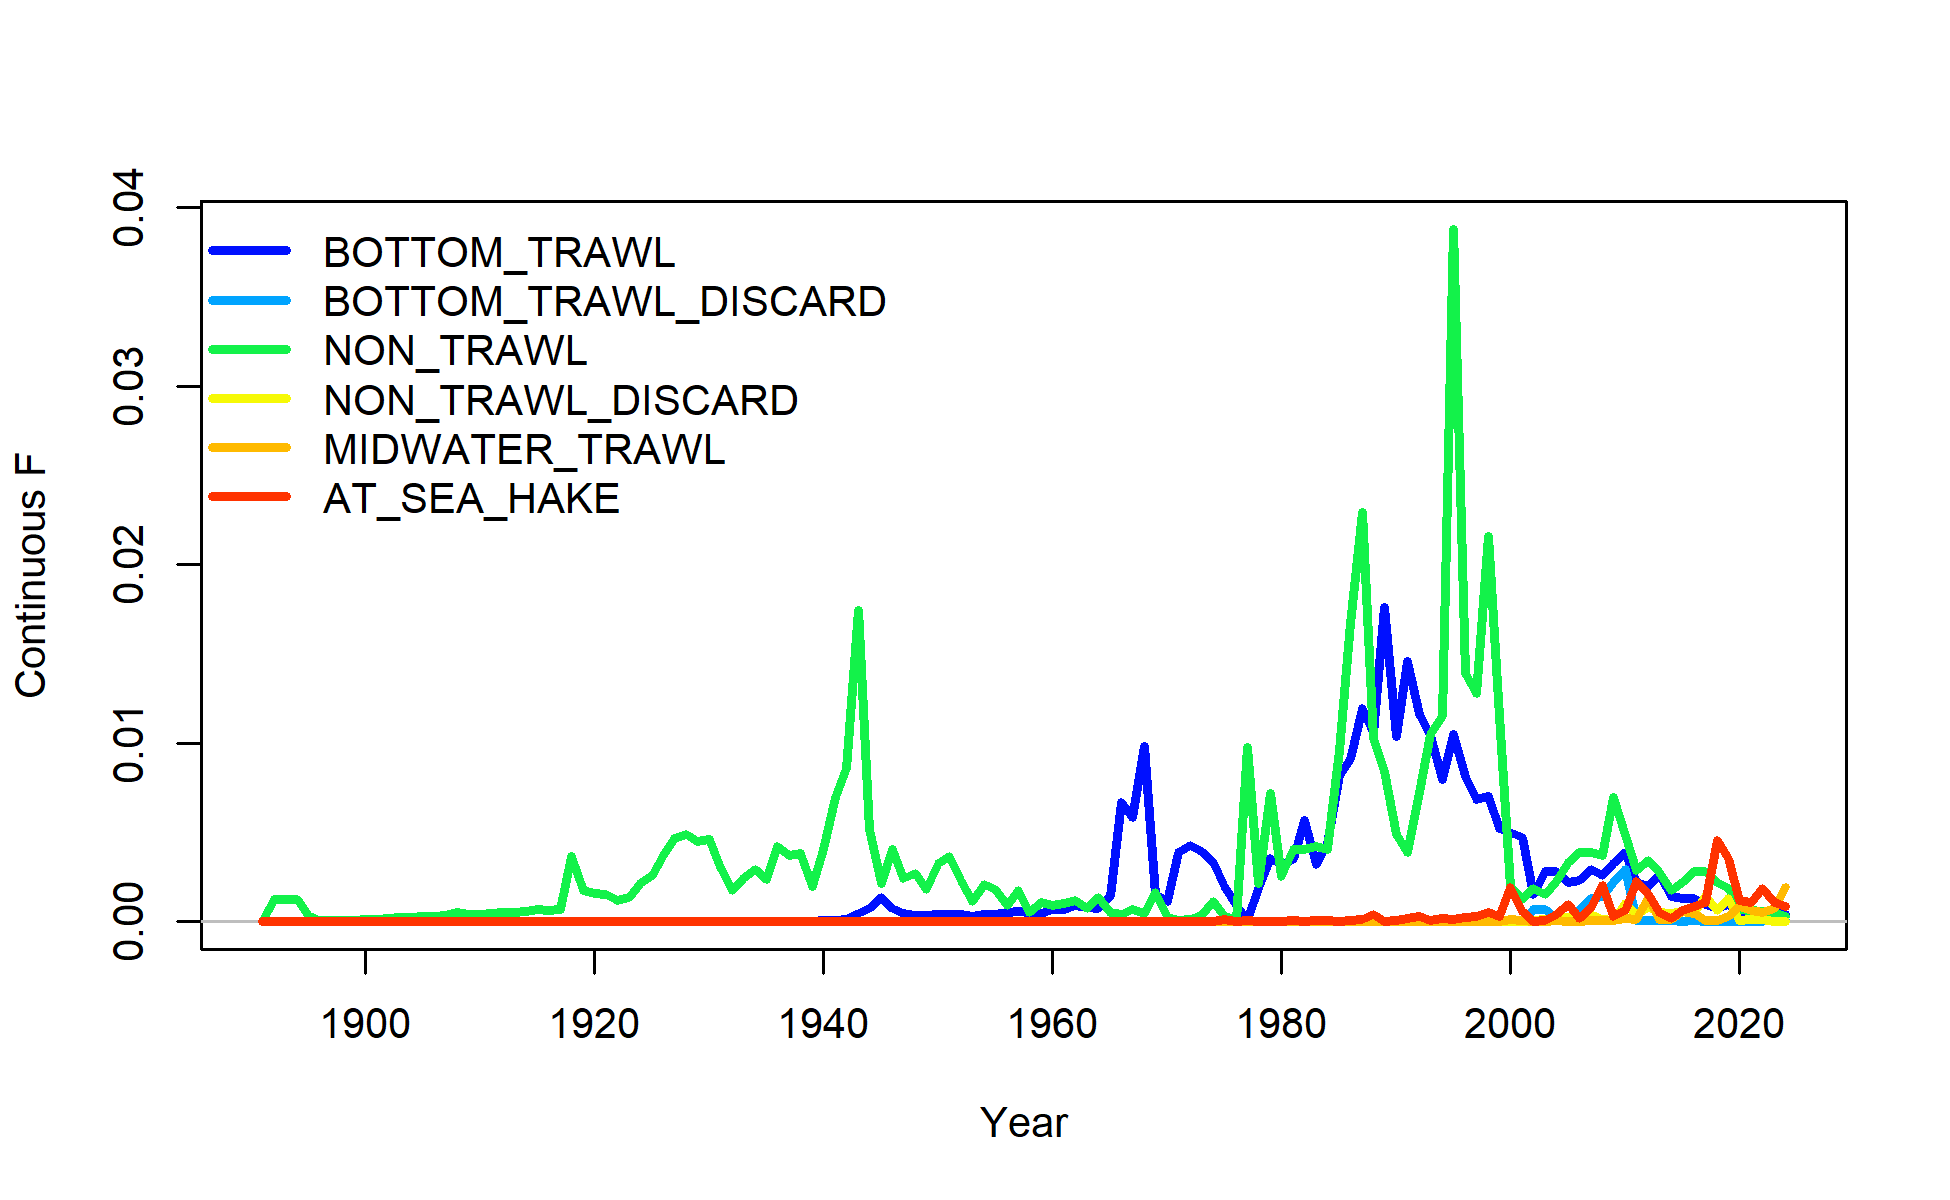 0.04
0.03
0.02
0.01
0.00
Continuous F
BOTTOM_TRAWL
BOTTOM_TRAWL_DISCARD
NON_TRAWL
NON_TRAWL_DISCARD
MIDWATER_TRAWL
AT_SEA_HAKE
1900 1920 1940 1960 1980 2000 2020
Year